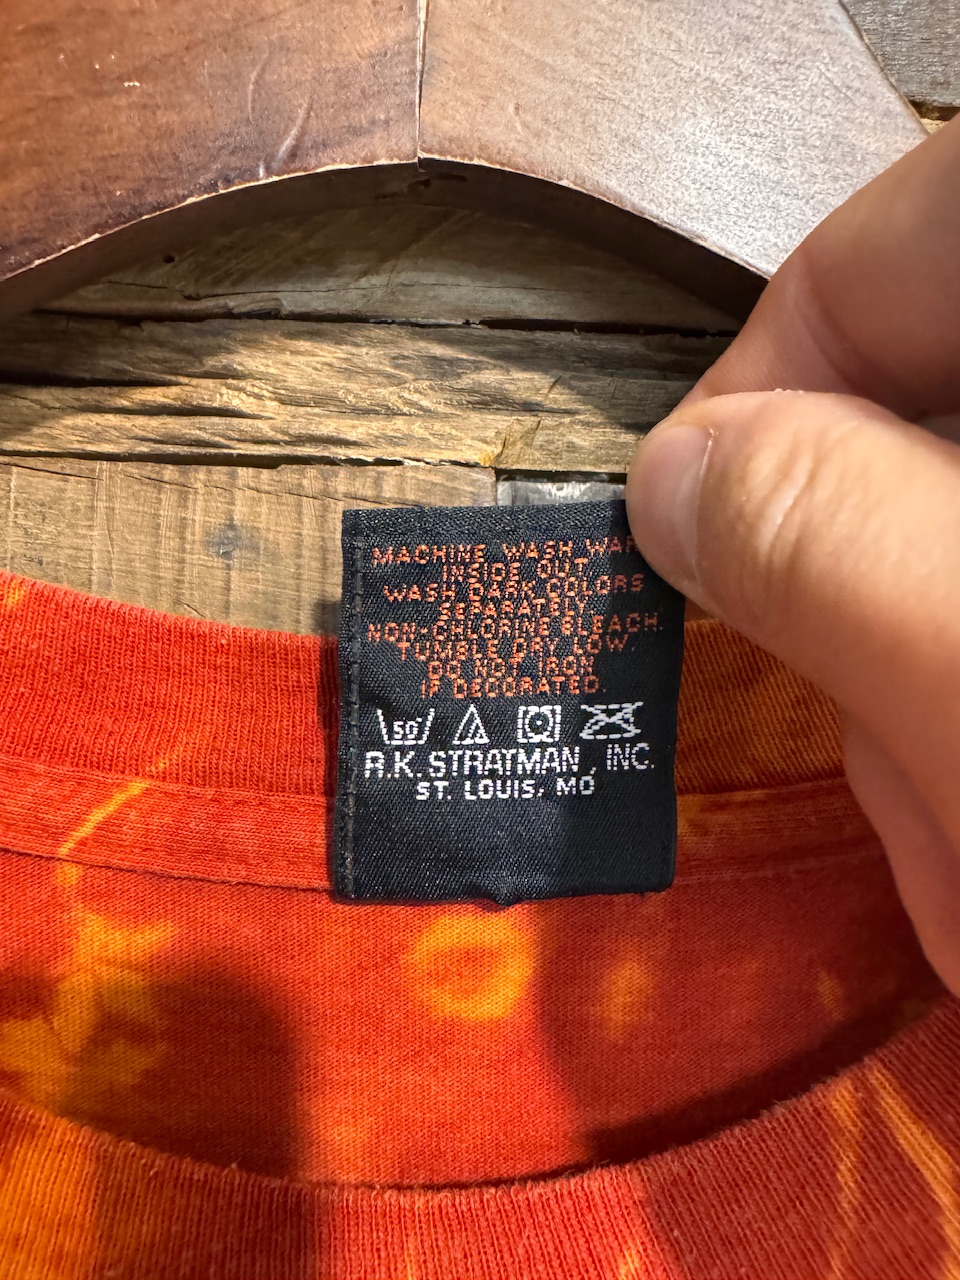 MACHINE WASH WAR
INSIDE OUT
WASH DARK COLORS
SEPARATELY.
NON-CHLORINE BLEACH.
TUMBLE DRY LOW.
DO NOT IRON
IF DECORATED.
50°
R.K. STRATMAN, INC.
ST. LOUIS, MO